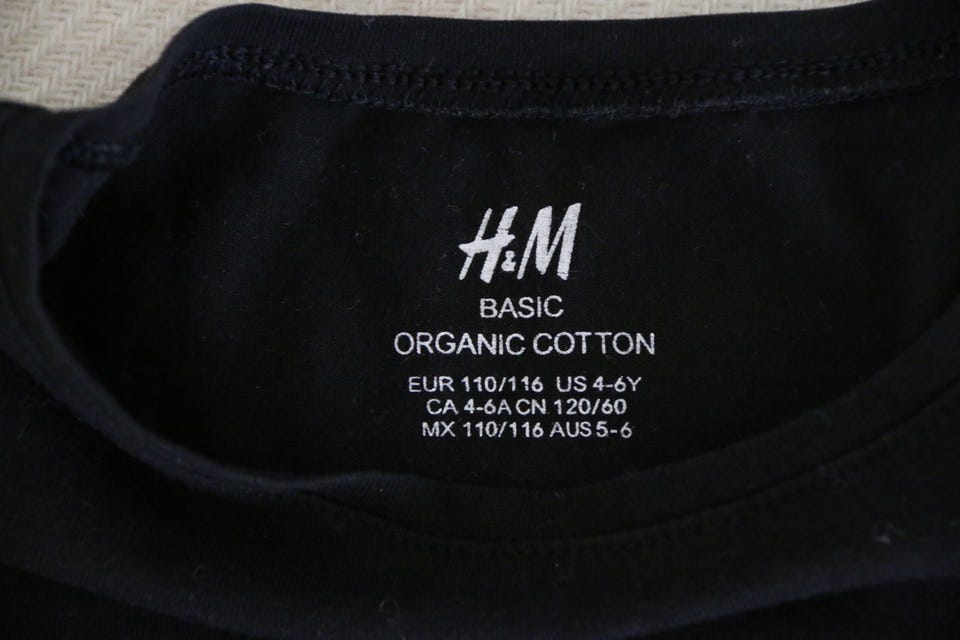 H&M
BASIC
ORGANIC COTTON
EUR 110/116 US 4-6Y
CA 4-6A CN 120/60
MX 110/116 AUS 5-6